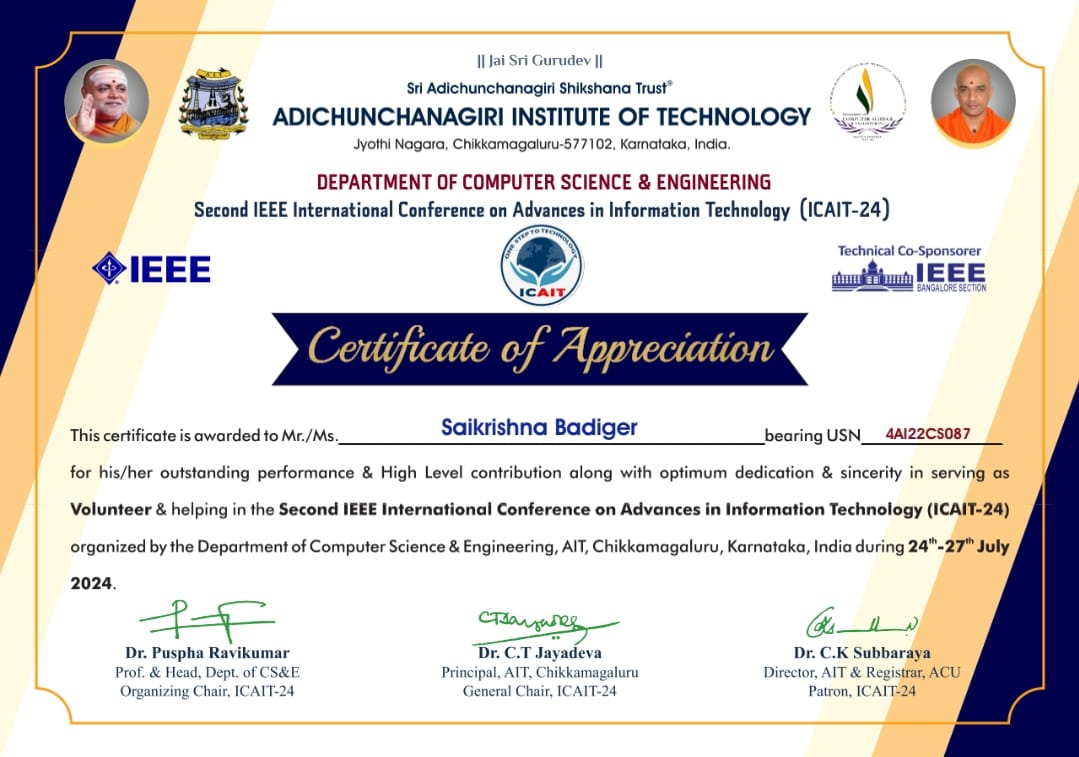 || Jai Sri Gurudev ||
Sri Adichunchanagiri Shikshana Trust®
ADICHUNCHANAGIRI INSTITUTE OF TECHNOLOGY
Jyothi Nagara, Chikkamagaluru-577102, Karnataka, India.
DEPARTMENT OF COMPUTER SCIENCE & ENGINEERING
Second IEEE International Conference on Advances in Information Technology (ICAIT-24)
IEEE
ONE STEP TO TECHNOLOGY
ICAIT
Technical Co-Sponsorer
IEEE
BANGALORE SECTION
Certificate of Appreciation
This certificate is awarded to Mr./Ms. Saikrishna Badiger bearing USN 4AI22CS087
for his/her outstanding performance & High Level contribution along with optimum dedication & sincerity in serving as
Volunteer & helping in the Second IEEE International Conference on Advances in Information Technology (ICAIT-24)
organized by the Department of Computer Science & Engineering, AIT, Chikkamagaluru, Karnataka, India during 24th-27th July
2024.
Dr. Puspha Ravikumar
Prof. & Head, Dept. of CS&E
Organizing Chair, ICAIT-24
Dr. C.T Jayadeva
Principal, AIT, Chikkamagaluru
General Chair, ICAIT-24
Dr. C.K Subbaraya
Director, AIT & Registrar, ACU
Patron, ICAIT-24